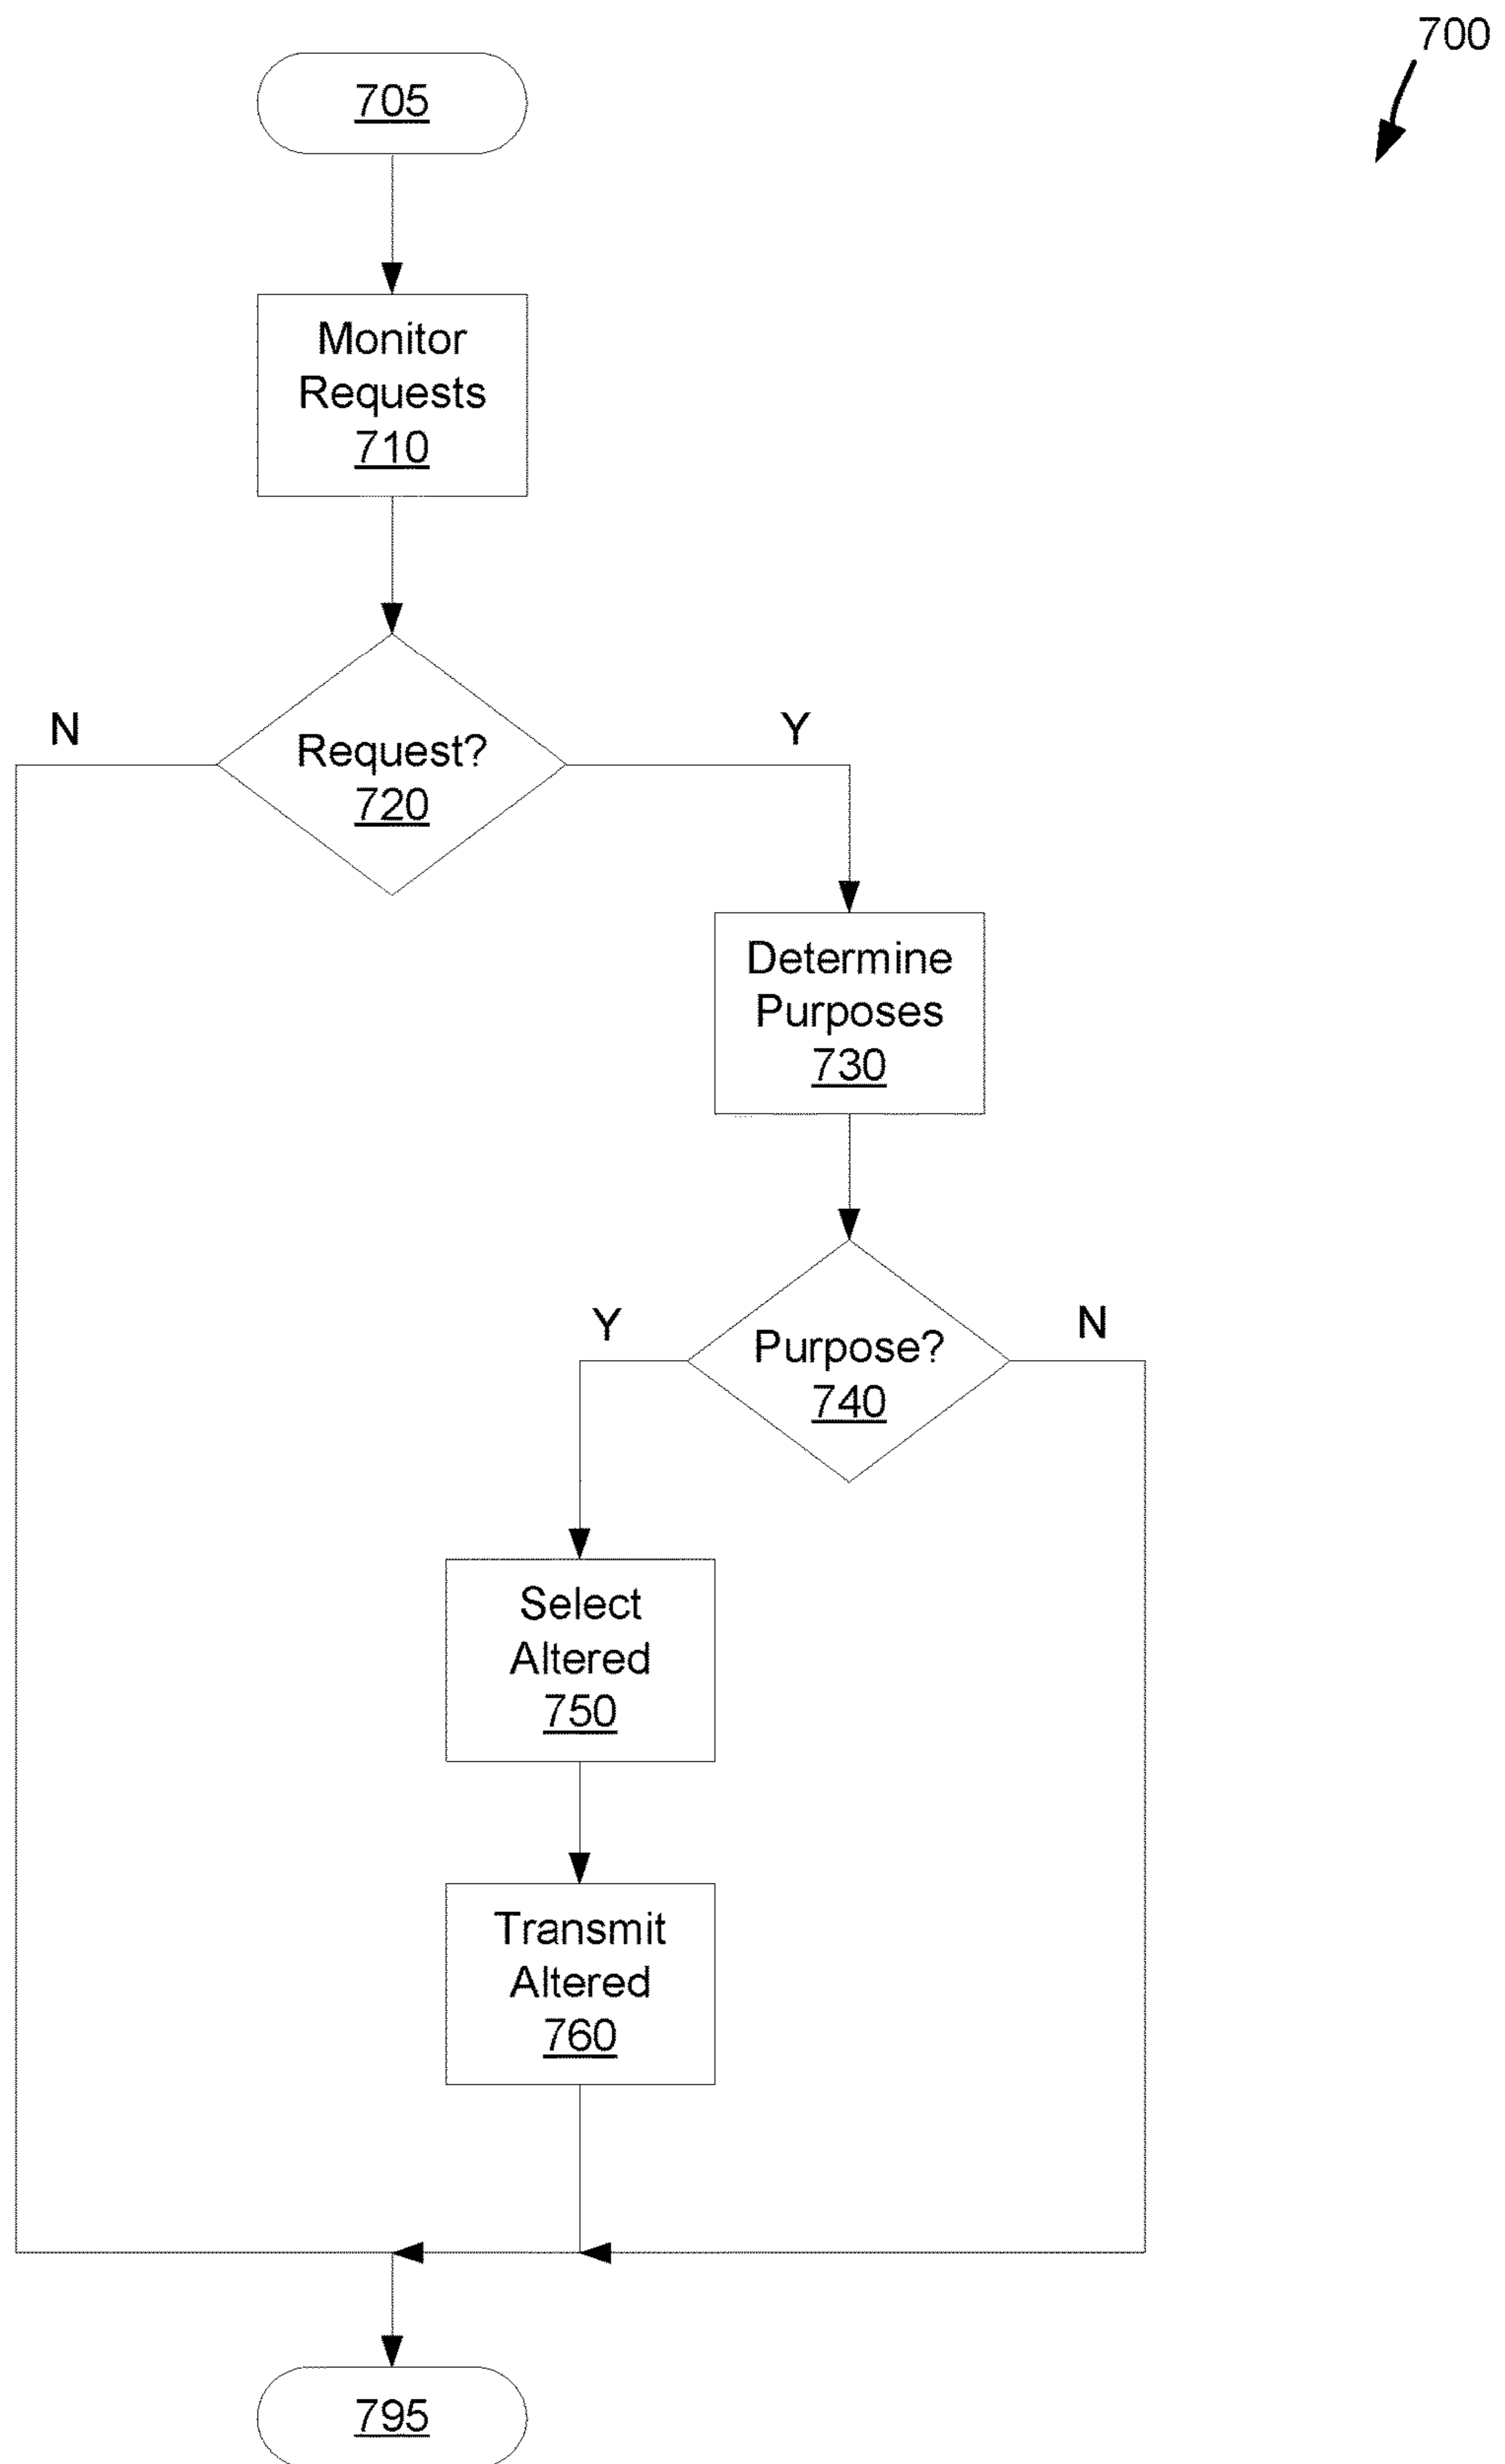 700
705
Monitor
Requests
710
N
Y
Request?
720
Determine
Purposes
730
Y
N
Purpose?
740
Select
Altered
750
Transmit
Altered
760
795